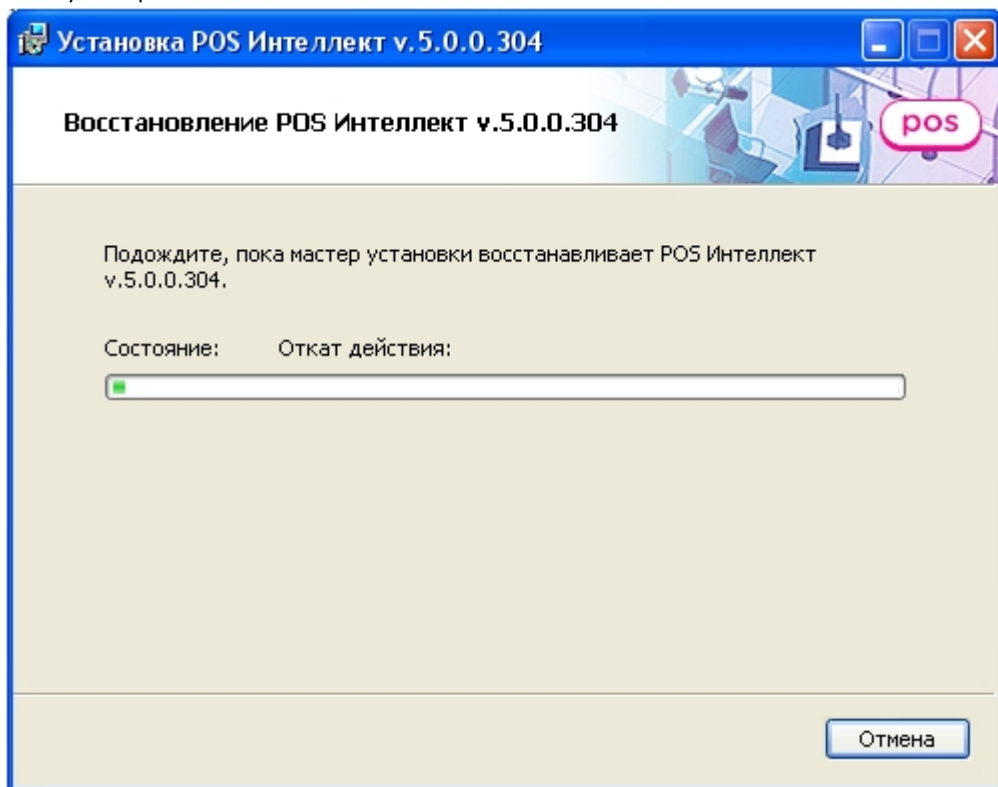 Установка POS Интеллект v.5.0.0.304
Восстановление POS Интеллект v.5.0.0.304
pos
Подождите, пока мастер установки восстанавливает POS Интеллект
v.5.0.0.304.
Состояние: Откат действия:
Отмена